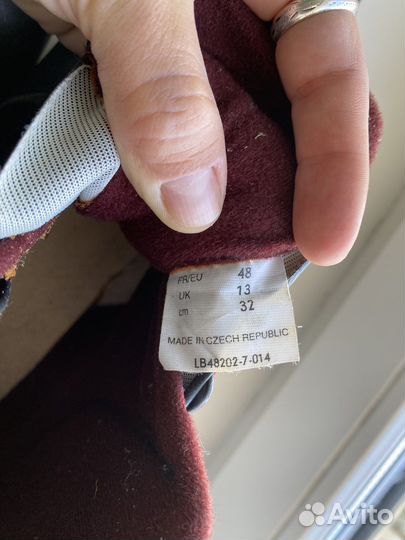 FR/EU 48
UK 13
cm 32
MADE IN CZECH REPUBLIC
LB48202-7-014
Avito